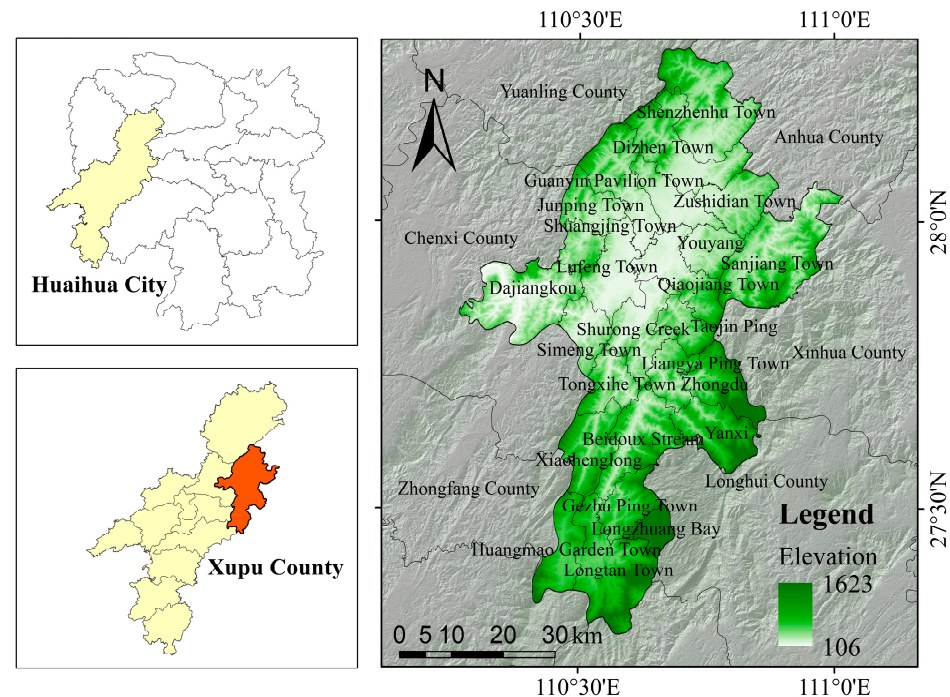 110°30'E
111°0'E
Huaihua City
Xupu County
N
Yuanling County
Shenzhenhu Town
Anhua County
Dizhen Town
Guanyin Pavilion Town
Junping Town
Zushidian Town
Shuangjing Town
Chenxi County
Youyang
Lufeng Town
Sanjiang Town
Dajiangkou
Qiaojiang Town
28°0'N
Shurong Creek
Taojin Ping
Simeng Town
Xinhua County
Liangya Ping Town
Tongxihe Town
Zhongdu
Beidoux Stream
Yanxi
Xiaohenglong
Zhongfang County
Longhui County
Gezhu Ping Town
Longzhuang Bay
Huangmao Garden Town
Longtan Town
27°30'N
Legend
Elevation
1623
106
0 5 10 20 30 km
110°30'E
111°0'E